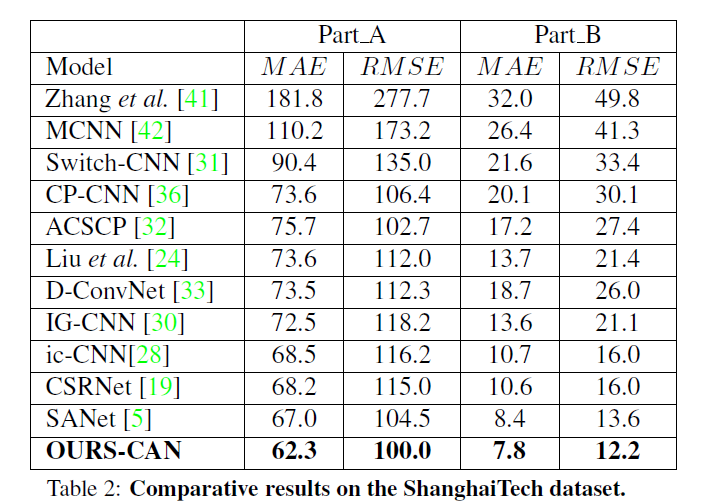 Part_A Part_B
Model MAE RMSE MAE RMSE
Zhang et al. [41] 181.8 277.7 32.0 49.8
MCNN [42] 110.2 173.2 26.4 41.3
Switch-CNN [31] 90.4 135.0 21.6 33.4
CP-CNN [36] 73.6 106.4 20.1 30.1
ACSCP [32] 75.7 102.7 17.2 27.4
Liu et al. [24] 73.6 112.0 13.7 21.4
D-ConvNet [33] 73.5 112.3 18.7 26.0
IG-CNN [30] 72.5 118.2 13.6 21.1
ic-CNN[28] 68.5 116.2 10.7 16.0
CSRNet [19] 68.2 115.0 10.6 16.0
SANet [5] 67.0 104.5 8.4 13.6
OURS-CAN 62.3 100.0 7.8 12.2
Table 2: Comparative results on the ShanghaiTech dataset.